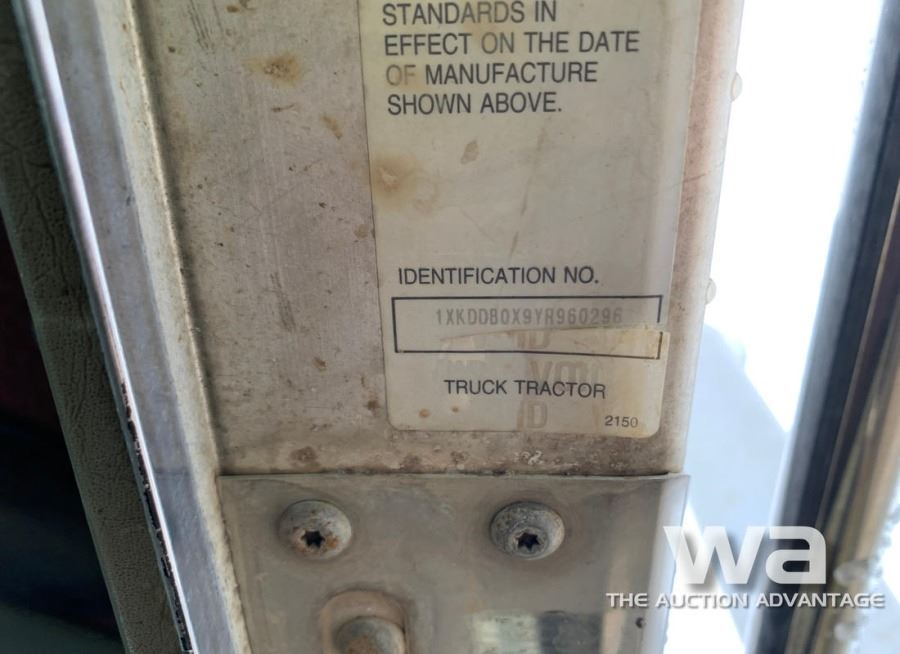 STANDARDS IN
EFFECT ON THE DATE
OF MANUFACTURE
SHOWN ABOVE.
IDENTIFICATION NO.
1XKDDB0X9YR960296
TRUCK TRACTOR
2150
wa
THE AUCTION ADVANTAGE